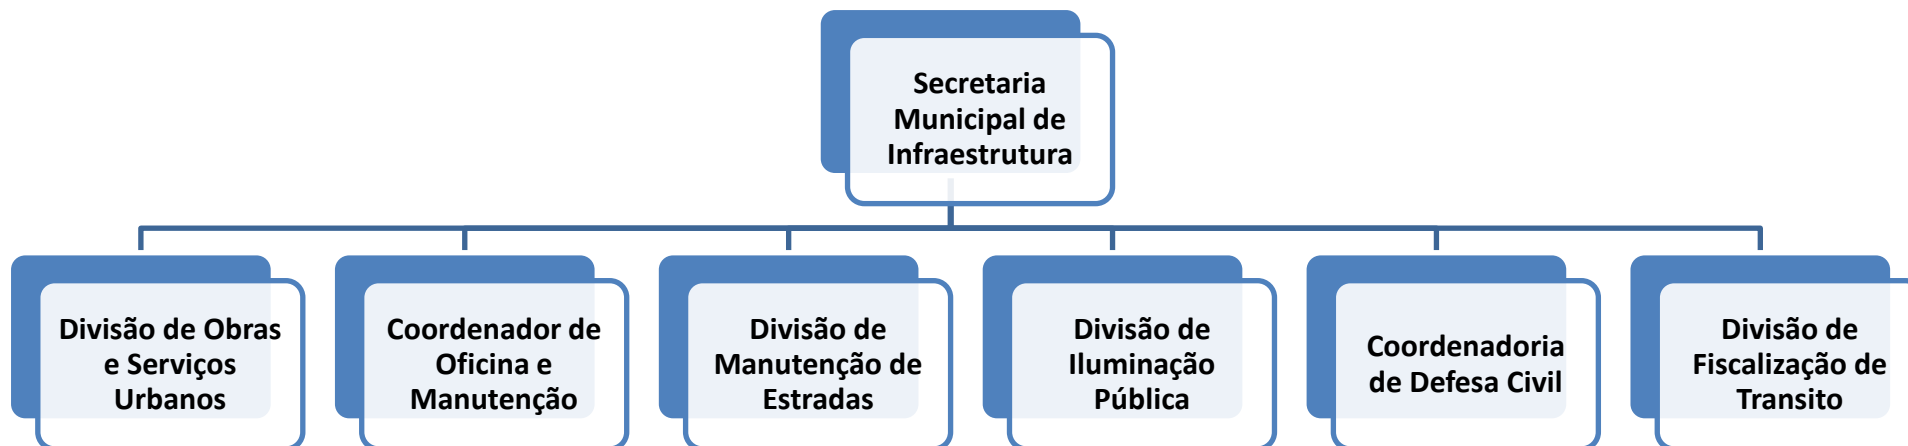 Secretaria
Municipal de
Infraestrutura
Divisão de Obras
e Serviços
Urbanos
Coordenador de
Oficina e
Manutenção
Divisão de
Manutenção de
Estradas
Divisão de
Iluminação
Pública
Coordenadoria
de Defesa Civil
Divisão de
Fiscalização de
Transito